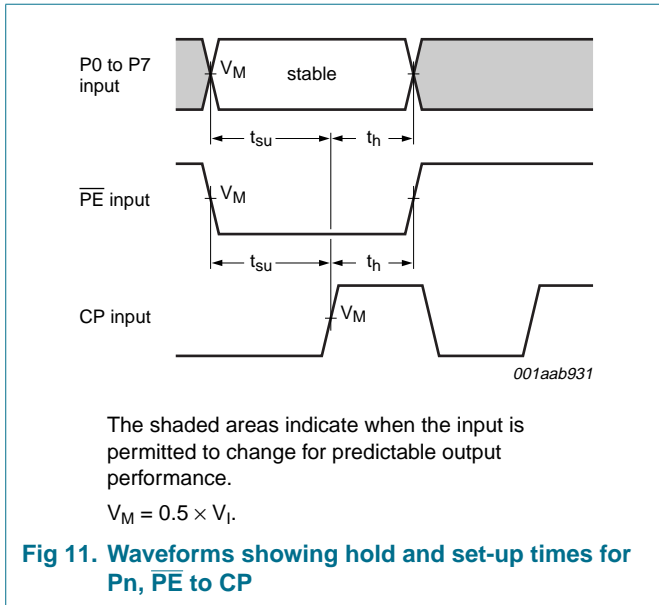 P0 to P7
input
V_M
stable
t_su
t_h
P̅E̅ input
V_M
t_su
t_h
CP input
V_M
001aab931
The shaded areas indicate when the input is
permitted to change for predictable output
performance.
V_M = 0.5 × V_I.
Fig 11. Waveforms showing hold and set-up times for
Pn, P̅E̅ to CP